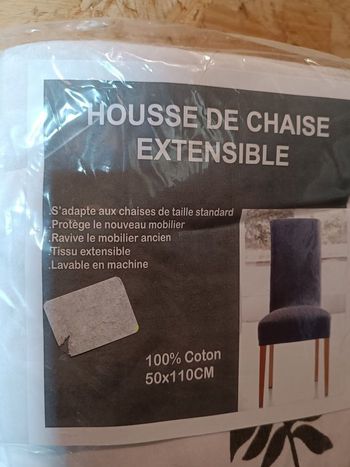 HOUSSE DE CHAISE
EXTENSIBLE
.S'adapte aux chaises de taille standard
.Protège le nouveau mobilier
.Ravive le mobilier ancien
.Tissu extensible
.Lavable en machine
100% Coton
50x110CM